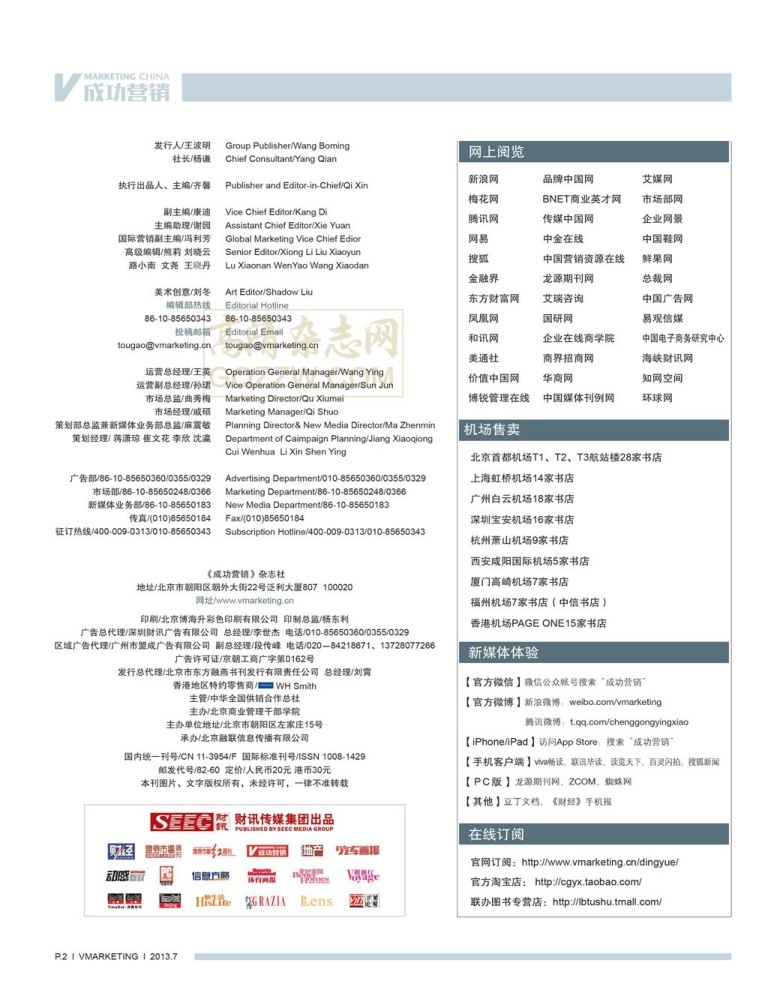 MARKETING CHINA
成功营销
发行人/王波明 Group Publisher/Wang Boming
社长/杨谦 Chief Consultant/Yang Qian
执行出品人、主编/齐馨 Publisher and Editor-in-Chief/Qi Xin
副主编/康迪 Vice Chief Editor/Kang Di
主编助理/谢园 Assistant Chief Editor/Xie Yuan
国际营销副主编/冯利芳 Global Marketing Vice Chief Edior
高级编辑/熊莉 刘晓云 Senior Editor/Xiong Li Liu Xiaoyun
路小南 文尧 王晓丹 Lu Xiaonan WenYao Wang Xiaodan
美术创意/刘冬 Art Editor/Shadow Liu
编辑部热线 Editorial Hotline
86-10-85650343 86-10-85650343
投稿邮箱 Editorial Email
tougao@vmarketing.cn tougao@vmarketing.cn
运营总经理/王英 Operation General Manager/Wang Ying
运营副总经理/孙珺 Vice Operation General Manager/Sun Jun
市场总监/曲秀梅 Marketing Director/Qu Xiumei
市场经理/戚硕 Marketing Manager/Qi Shuo
策划部总监兼新媒体业务部总监/麻震敏 Planning Director& New Media Director/Ma Zhenmin
策划经理/ 蒋潇琼 崔文花 李欣 沈瀛 Department of Caimpaign Planning/Jiang Xiaoqiong
Cui Wenhua Li Xin Shen Ying
广告部/86-10-85650360/0355/0329 Advertising Department/010-85650360/0355/0329
市场部/86-10-85650248/0366 Marketing Department/86-10-85650248/0366
新媒体业务部/86-10-85650183 New Media Department/86-10-85650183
传真/(010)85650184 Fax/(010)85650184
征订热线/400-009-0313/010-85650343 Subscription Hotline/400-009-0313/010-85650343
《成功营销》杂志社
地址/北京市朝阳区朝外大街22号泛利大厦807 100020
网址/www.vmarketing.cn
印刷/北京博海升彩色印刷有限公司 印制总监/杨东利
广告总代理/深圳财讯广告有限公司 总经理/李世杰 电话/010-85650360/0355/0329
区域广告代理/广州市盟成广告有限公司 副总经理/段传峰 电话/020—84218671、13728077266
广告许可证/京朝工商广字第0162号
发行总代理/北京市东方融燕书刊发行有限责任公司 总经理/刘霄
香港地区特约零售商/ WH Smith
主管/中华全国供销合作总社
主办/北京商业管理干部学院
主办单位地址/北京市朝阳区左家庄15号
承办/北京融联信息传播有限公司
国内统一刊号/CN 11-3954/F 国际标准刊号/ISSN 1008-1429
邮发代号/82-60 定价/人民币20元 港币30元
本刊图片、文字版权所有，未经许可，一律不准转载
SEEC 财讯 财讯传媒集团出品
PUBLISHED BY SEEC MEDIA GROUP
财经 成功营销 地产
动感 PC 信息方略 体育画报 Better Homes Voyage
HisLife GRAZIA Lens
网上阅览
新浪网 品牌中国网 艾媒网
梅花网 BNET商业英才网 市场部网
腾讯网 传媒中国网 企业网景
网易 中金在线 中国鞋网
搜狐 中国营销资源在线 鲜果网
金融界 龙源期刊网 总裁网
东方财富网 艾瑞咨询 中国广告网
凤凰网 国研网 易观信媒
和讯网 企业在线商学院 中国电子商务研究中心
美通社 商界招商网 海峡财讯网
价值中国网 华商网 知网空间
博锐管理在线 中国媒体刊例网 环球网
机场售卖
北京首都机场T1、T2、T3航站楼28家书店
上海虹桥机场14家书店
广州白云机场18家书店
深圳宝安机场16家书店
杭州萧山机场9家书店
西安咸阳国际机场5家书店
厦门高崎机场7家书店
福州机场7家书店（中信书店）
香港机场PAGE ONE15家书店
新媒体体验
【官方微信】微信公众帐号搜索“成功营销”
【官方微博】新浪微博：weibo.com/vmarketing
腾讯微博：t.qq.com/chenggongyingxiao
【iPhone/iPad】访问App Store：搜索“成功营销”
【手机客户端】viva畅读、联讯毕读、读览天下、百灵闪拍、搜狐新闻
【PC版】龙源期刊网、ZCOM、蜘蛛网
【其他】豆丁文档、《财经》手机报
在线订阅
官网订阅：http://www.vmarketing.cn/dingyue/
官方淘宝店： http://cgyx.taobao.com/
联办图书专营店：http://lbtushu.tmall.com/
P.2 I VMARKETING I 2013.7